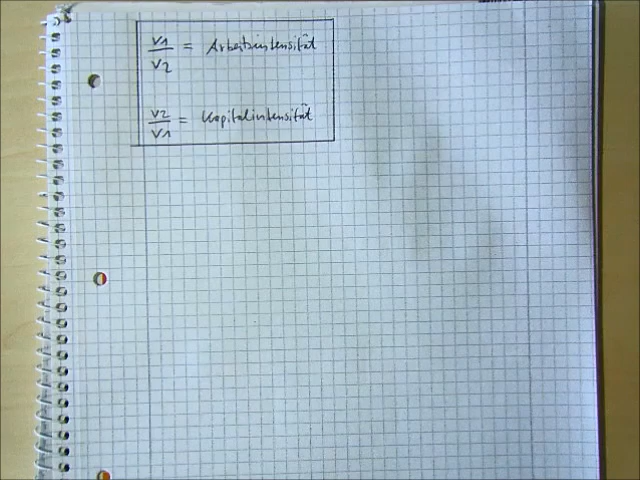 v1/v2 = Arbeitsintensität
v2/v1 = Kapitalintensität